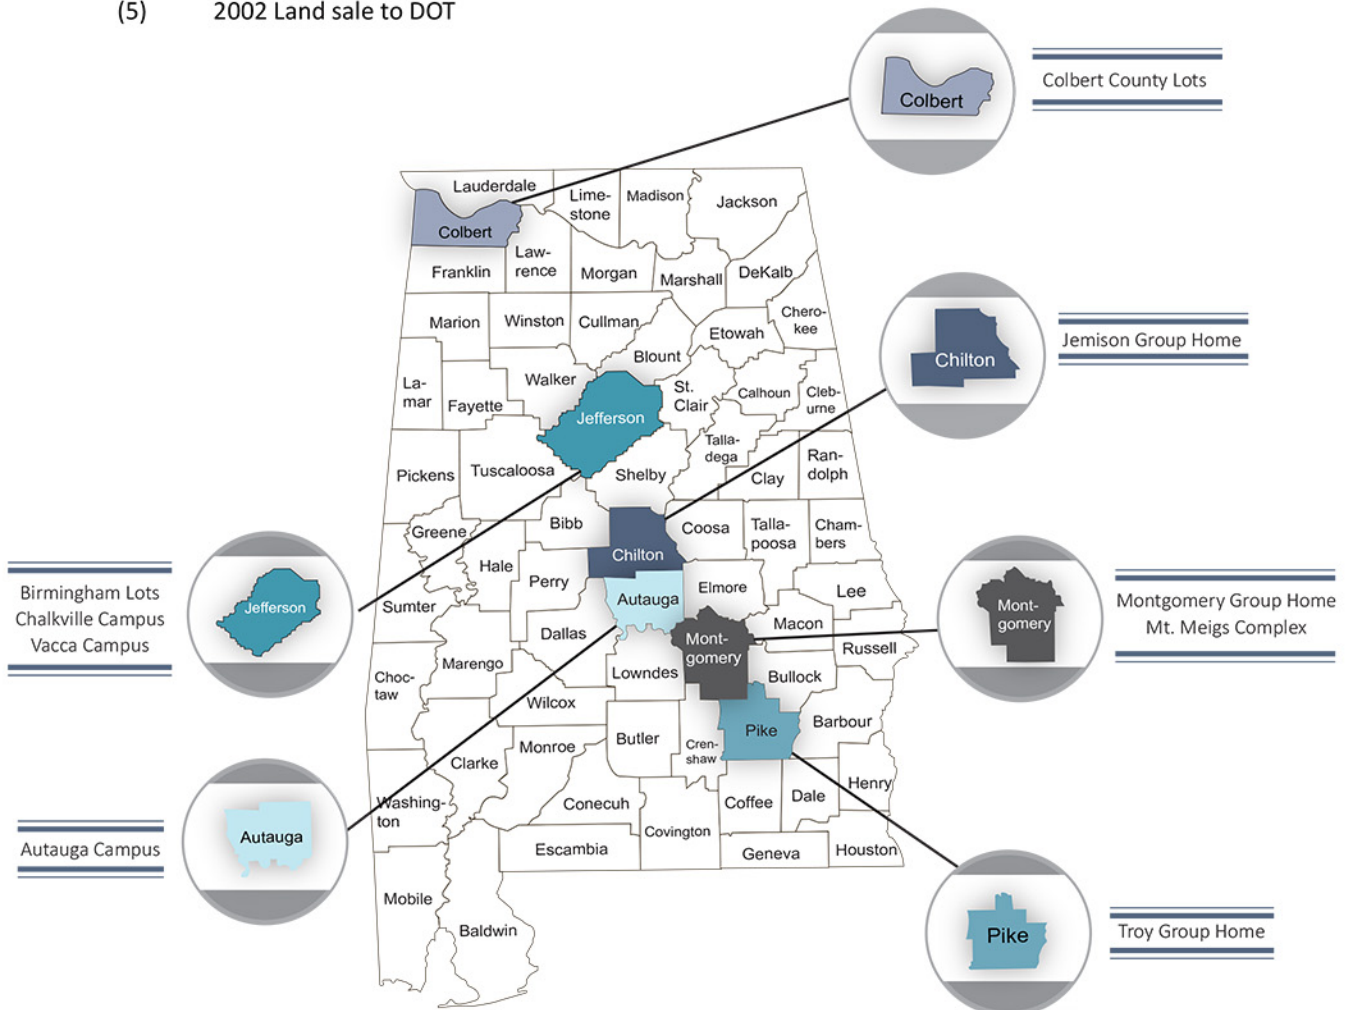 (5) 2002 Land sale to DOT
Colbert
Colbert County Lots
Lauderdale
Lime-
stone
Madison
Jackson
Colbert
Law-
rence
Franklin
Morgan
Marshall
DeKalb
Marion
Winston
Cullman
Etowah
Chero-
kee
Chilton
Jemison Group Home
Blount
Walker
La-
mar
Fayette
Jefferson
St.
Clair
Calhoun
Cleb-
urne
Talla-
dega
Pickens
Tuscaloosa
Shelby
Clay
Ran-
dolph
Greene
Bibb
Coosa
Talla-
poosa
Cham-
bers
Chilton
Hale
Perry
Elmore
Lee
Autauga
Sumter
Jefferson
Birmingham Lots
Chalkville Campus
Vacca Campus
Mont-
gomery
Montgomery Group Home
Mt. Meigs Complex
Dallas
Macon
Mont-
gomery
Russell
Marengo
Lowndes
Bullock
Choc-
taw
Wilcox
Pike
Barbour
Monroe
Butler
Cren-
shaw
Clarke
Washing-
ton
Conecuh
Coffee
Dale
Henry
Covington
Autauga
Autauga Campus
Escambia
Geneva
Houston
Mobile
Baldwin
Pike
Troy Group Home